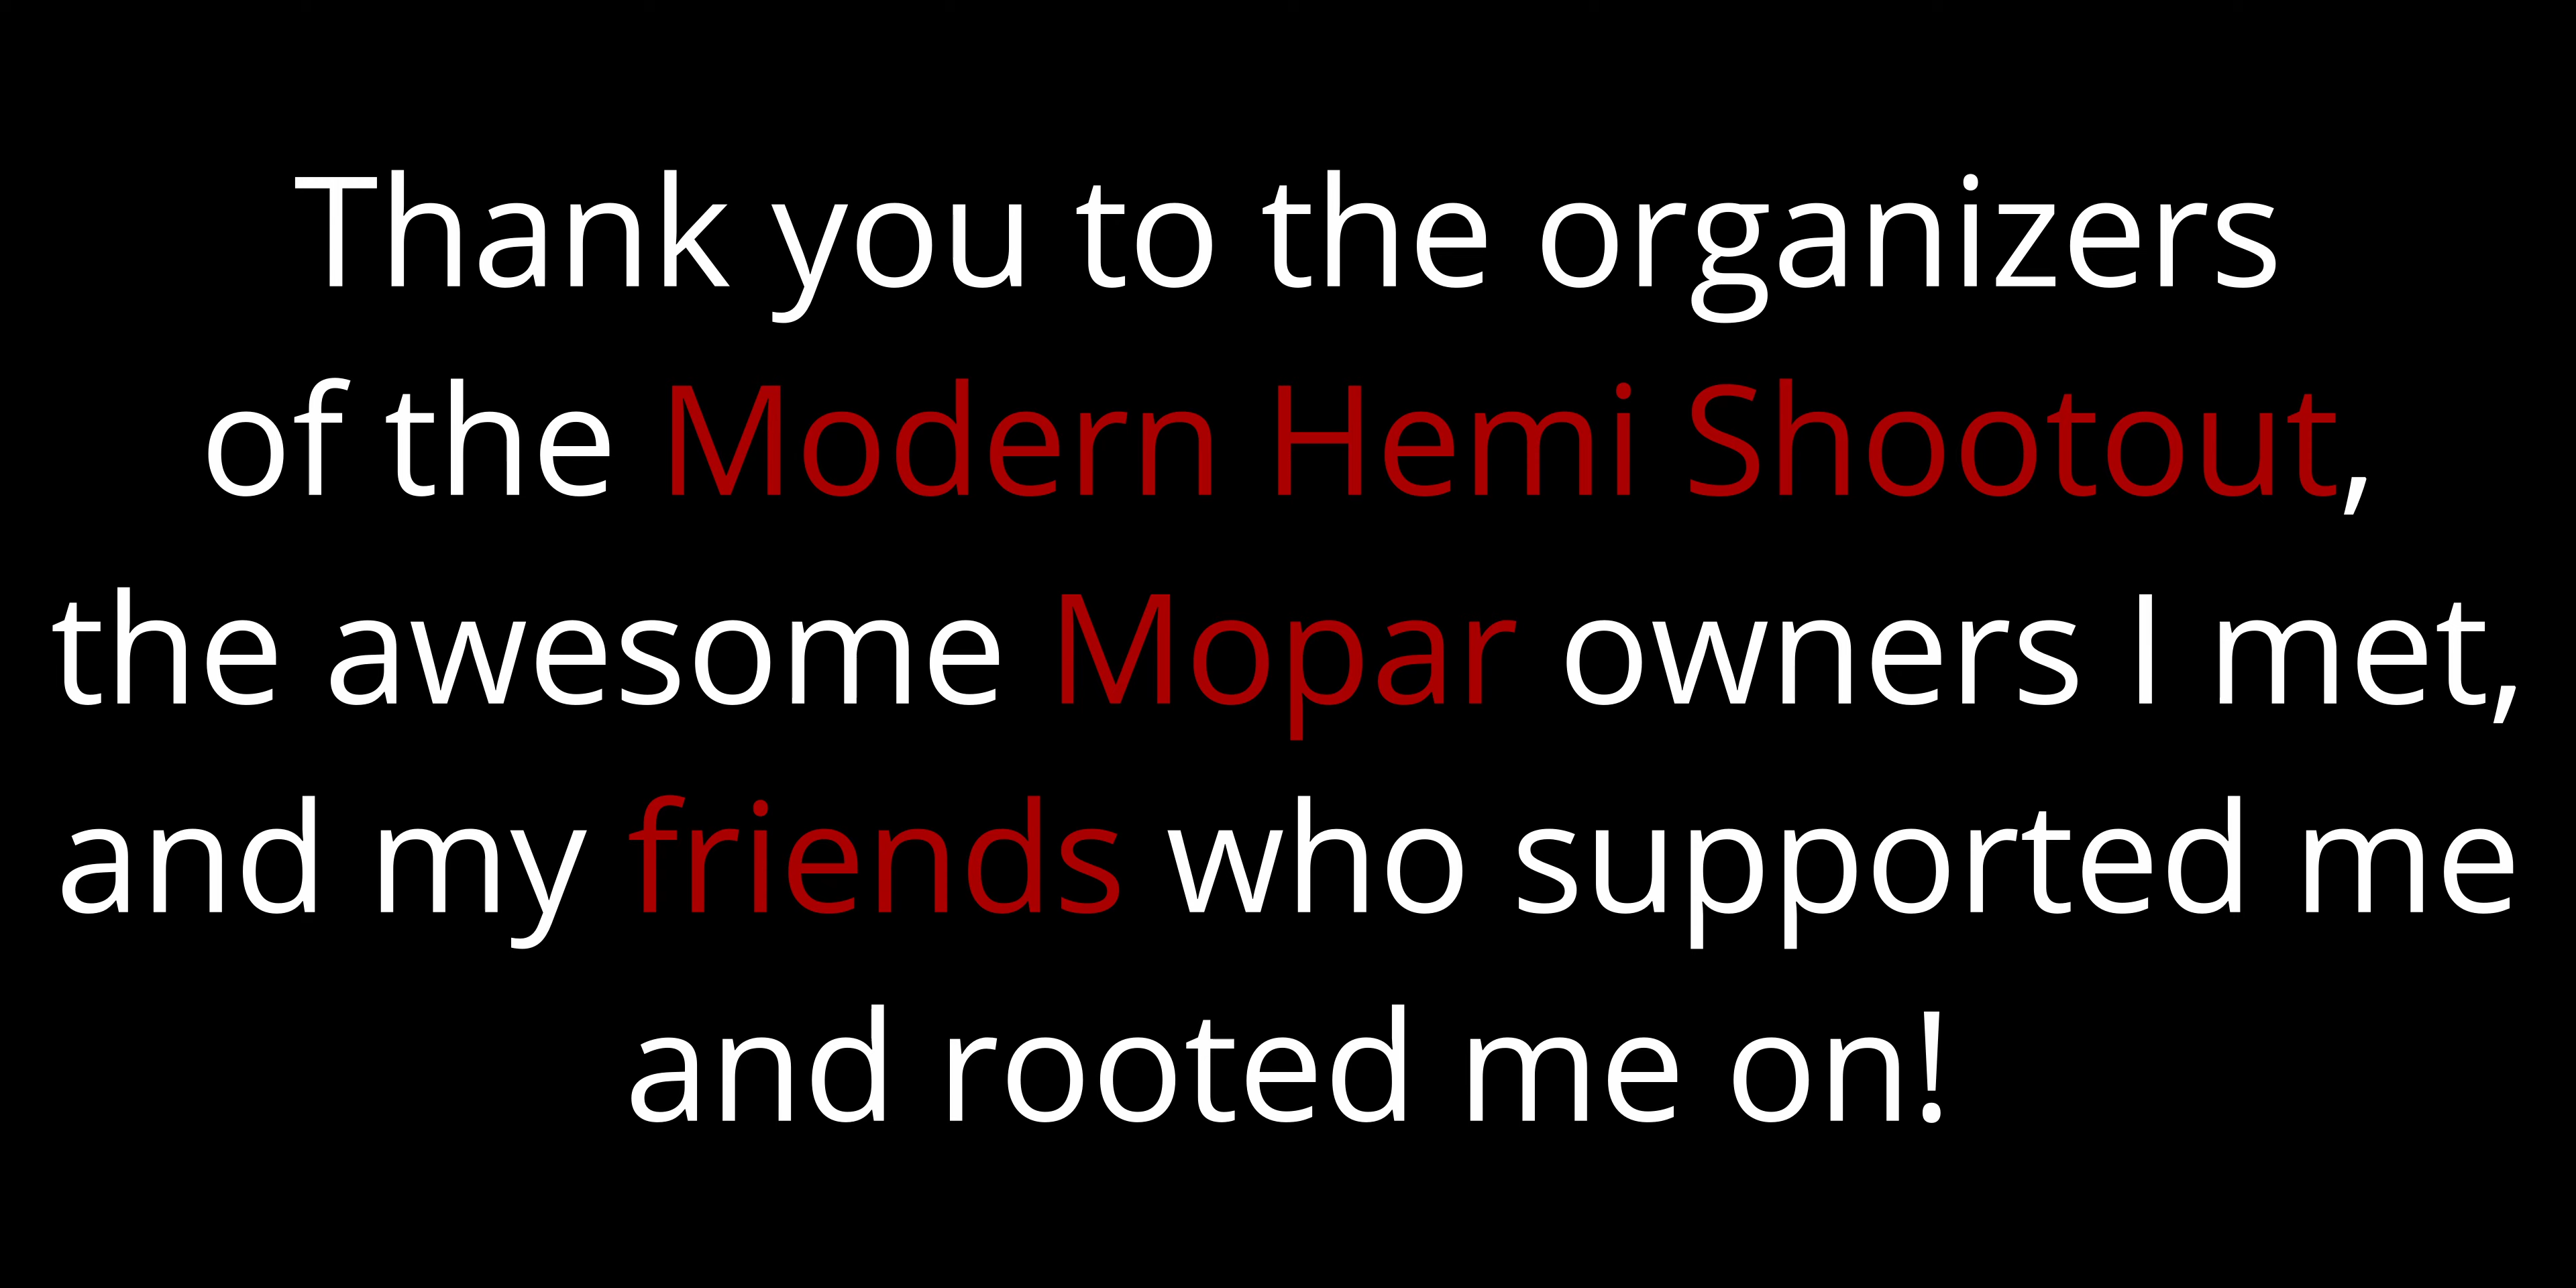 Thank you to the organizers
of the Modern Hemi Shootout,
the awesome Mopar owners I met,
and my friends who supported me
and rooted me on!